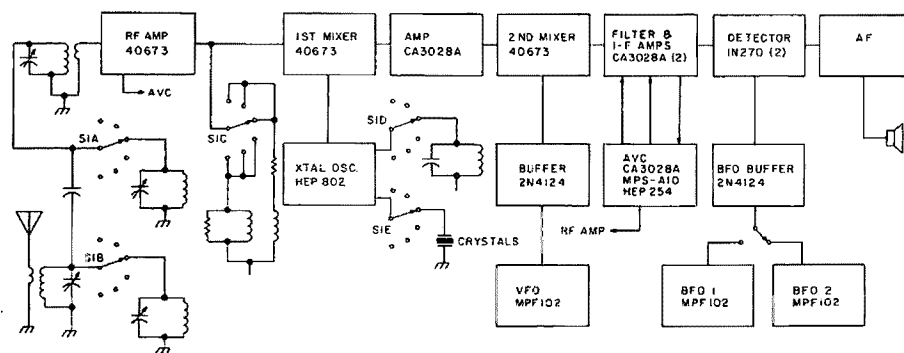 RF AMP
40673
1ST MIXER
40673
AMP
CA3028A
2ND MIXER
40673
FILTER &
I-F AMPS
CA3028A (2)
DETECTOR
IN270 (2)
AF
AVC
S1A
S1C
S1D
XTAL OSC.
HEP 802
BUFFER
2N4124
AVC
CA3028A
MPS-A10
HEP 254
BFO BUFFER
2N4124
S1E
CRYSTALS
RF AMP
S1B
VFO
MPF102
BFO 1
MPF102
BFO 2
MPF102